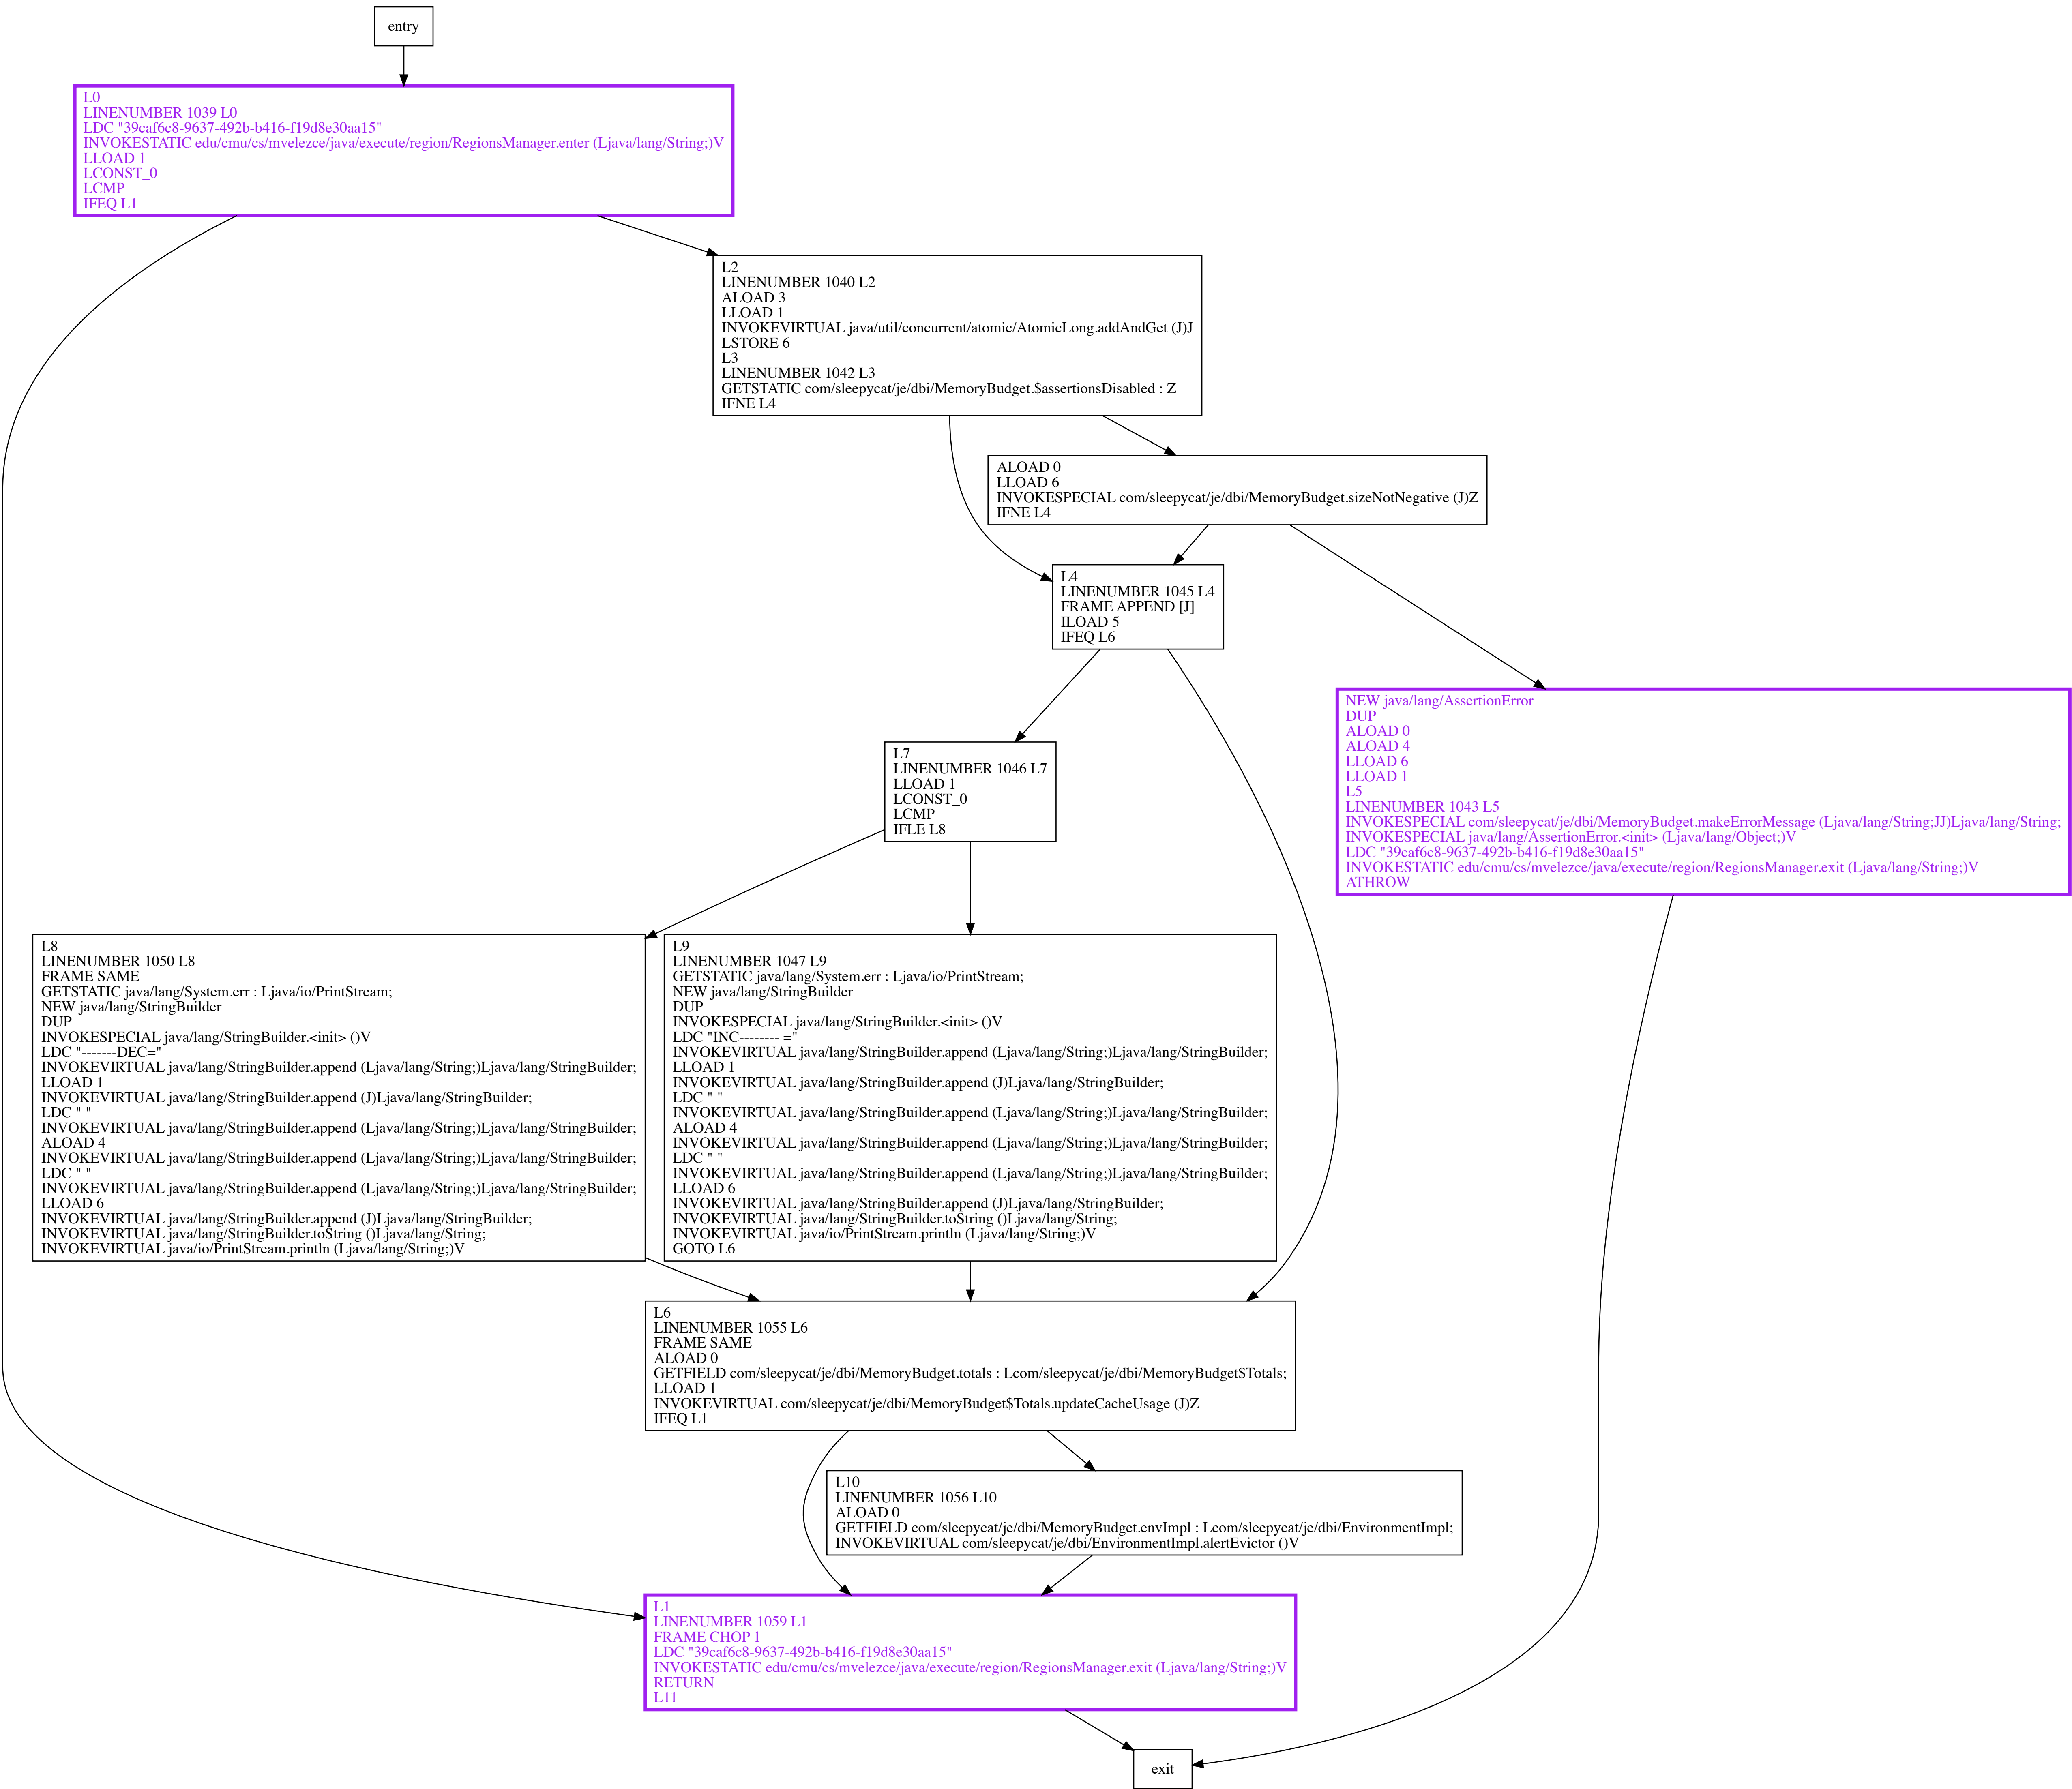 entry
L0
LINENUMBER 1039 L0
LDC "39caf6c8-9637-492b-b416-f19d8e30aa15"
INVOKESTATIC edu/cmu/cs/mvelezce/java/execute/region/RegionsManager.enter (Ljava/lang/String;)V
LLOAD 1
LCONST_0
LCMP
IFEQ L1
L2
LINENUMBER 1040 L2
ALOAD 3
LLOAD 1
INVOKEVIRTUAL java/util/concurrent/atomic/AtomicLong.addAndGet (J)J
LSTORE 6
L3
LINENUMBER 1042 L3
GETSTATIC com/sleepycat/je/dbi/MemoryBudget.$assertionsDisabled : Z
IFNE L4
ALOAD 0
LLOAD 6
INVOKESPECIAL com/sleepycat/je/dbi/MemoryBudget.sizeNotNegative (J)Z
IFNE L4
L4
LINENUMBER 1045 L4
FRAME APPEND [J]
ILOAD 5
IFEQ L6
NEW java/lang/AssertionError
DUP
ALOAD 0
ALOAD 4
LLOAD 6
LLOAD 1
L5
LINENUMBER 1043 L5
INVOKESPECIAL com/sleepycat/je/dbi/MemoryBudget.makeErrorMessage (Ljava/lang/String;JJ)Ljava/lang/String;
INVOKESPECIAL java/lang/AssertionError.<init> (Ljava/lang/Object;)V
LDC "39caf6c8-9637-492b-b416-f19d8e30aa15"
INVOKESTATIC edu/cmu/cs/mvelezce/java/execute/region/RegionsManager.exit (Ljava/lang/String;)V
ATHROW
L7
LINENUMBER 1046 L7
LLOAD 1
LCONST_0
LCMP
IFLE L8
L8
LINENUMBER 1050 L8
FRAME SAME
GETSTATIC java/lang/System.err : Ljava/io/PrintStream;
NEW java/lang/StringBuilder
DUP
INVOKESPECIAL java/lang/StringBuilder.<init> ()V
LDC "-------DEC="
INVOKEVIRTUAL java/lang/StringBuilder.append (Ljava/lang/String;)Ljava/lang/StringBuilder;
LLOAD 1
INVOKEVIRTUAL java/lang/StringBuilder.append (J)Ljava/lang/StringBuilder;
LDC " "
INVOKEVIRTUAL java/lang/StringBuilder.append (Ljava/lang/String;)Ljava/lang/StringBuilder;
ALOAD 4
INVOKEVIRTUAL java/lang/StringBuilder.append (Ljava/lang/String;)Ljava/lang/StringBuilder;
LDC " "
INVOKEVIRTUAL java/lang/StringBuilder.append (Ljava/lang/String;)Ljava/lang/StringBuilder;
LLOAD 6
INVOKEVIRTUAL java/lang/StringBuilder.append (J)Ljava/lang/StringBuilder;
INVOKEVIRTUAL java/lang/StringBuilder.toString ()Ljava/lang/String;
INVOKEVIRTUAL java/io/PrintStream.println (Ljava/lang/String;)V
L9
LINENUMBER 1047 L9
GETSTATIC java/lang/System.err : Ljava/io/PrintStream;
NEW java/lang/StringBuilder
DUP
INVOKESPECIAL java/lang/StringBuilder.<init> ()V
LDC "INC-------- ="
INVOKEVIRTUAL java/lang/StringBuilder.append (Ljava/lang/String;)Ljava/lang/StringBuilder;
LLOAD 1
INVOKEVIRTUAL java/lang/StringBuilder.append (J)Ljava/lang/StringBuilder;
LDC " "
INVOKEVIRTUAL java/lang/StringBuilder.append (Ljava/lang/String;)Ljava/lang/StringBuilder;
ALOAD 4
INVOKEVIRTUAL java/lang/StringBuilder.append (Ljava/lang/String;)Ljava/lang/StringBuilder;
LDC " "
INVOKEVIRTUAL java/lang/StringBuilder.append (Ljava/lang/String;)Ljava/lang/StringBuilder;
LLOAD 6
INVOKEVIRTUAL java/lang/StringBuilder.append (J)Ljava/lang/StringBuilder;
INVOKEVIRTUAL java/lang/StringBuilder.toString ()Ljava/lang/String;
INVOKEVIRTUAL java/io/PrintStream.println (Ljava/lang/String;)V
GOTO L6
L6
LINENUMBER 1055 L6
FRAME SAME
ALOAD 0
GETFIELD com/sleepycat/je/dbi/MemoryBudget.totals : Lcom/sleepycat/je/dbi/MemoryBudget$Totals;
LLOAD 1
INVOKEVIRTUAL com/sleepycat/je/dbi/MemoryBudget$Totals.updateCacheUsage (J)Z
IFEQ L1
L10
LINENUMBER 1056 L10
ALOAD 0
GETFIELD com/sleepycat/je/dbi/MemoryBudget.envImpl : Lcom/sleepycat/je/dbi/EnvironmentImpl;
INVOKEVIRTUAL com/sleepycat/je/dbi/EnvironmentImpl.alertEvictor ()V
L1
LINENUMBER 1059 L1
FRAME CHOP 1
LDC "39caf6c8-9637-492b-b416-f19d8e30aa15"
INVOKESTATIC edu/cmu/cs/mvelezce/java/execute/region/RegionsManager.exit (Ljava/lang/String;)V
RETURN
L11
exit